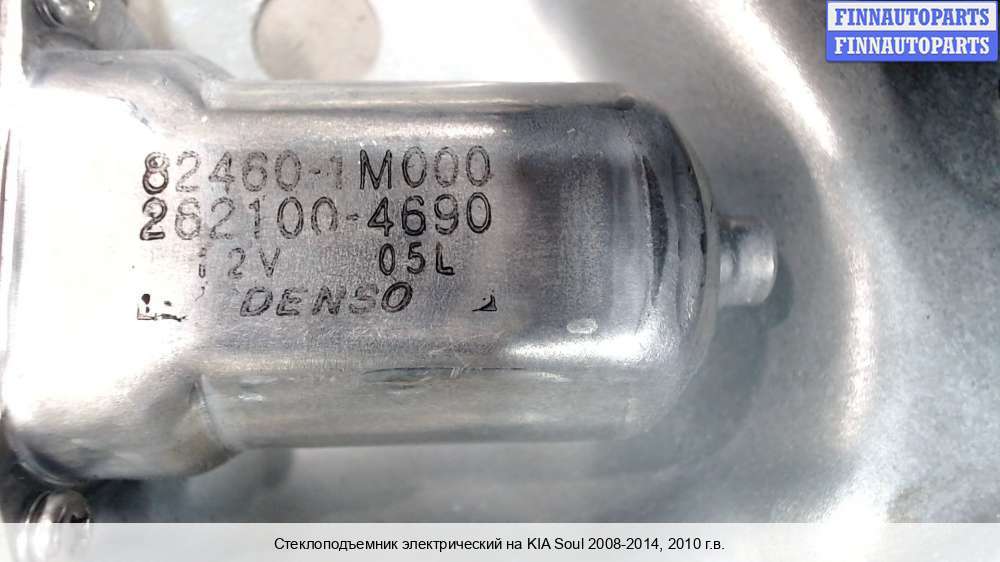 FINNAUTOPARTS
FINNAUTOPARTS
82460-1M000
262100-4690
12V 05L
DENSO
Стеклоподъемник электрический на KIA Soul 2008-2014, 2010 г.в.